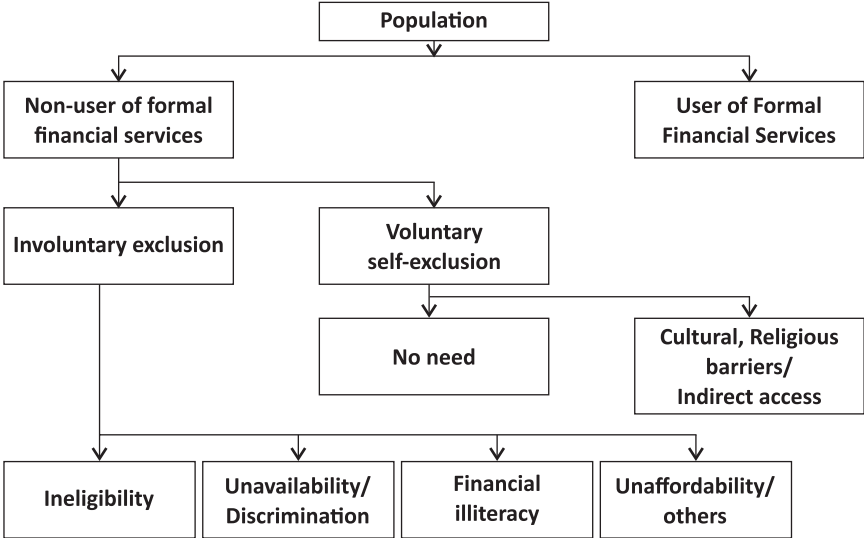 Population
Non-user of formal
financial services
User of Formal
Financial Services
Involuntary exclusion
Voluntary
self-exclusion
No need
Cultural, Religious
barriers/
Indirect access
Ineligibility
Unavailability/
Discrimination
Financial
illiteracy
Unaffordability/
others